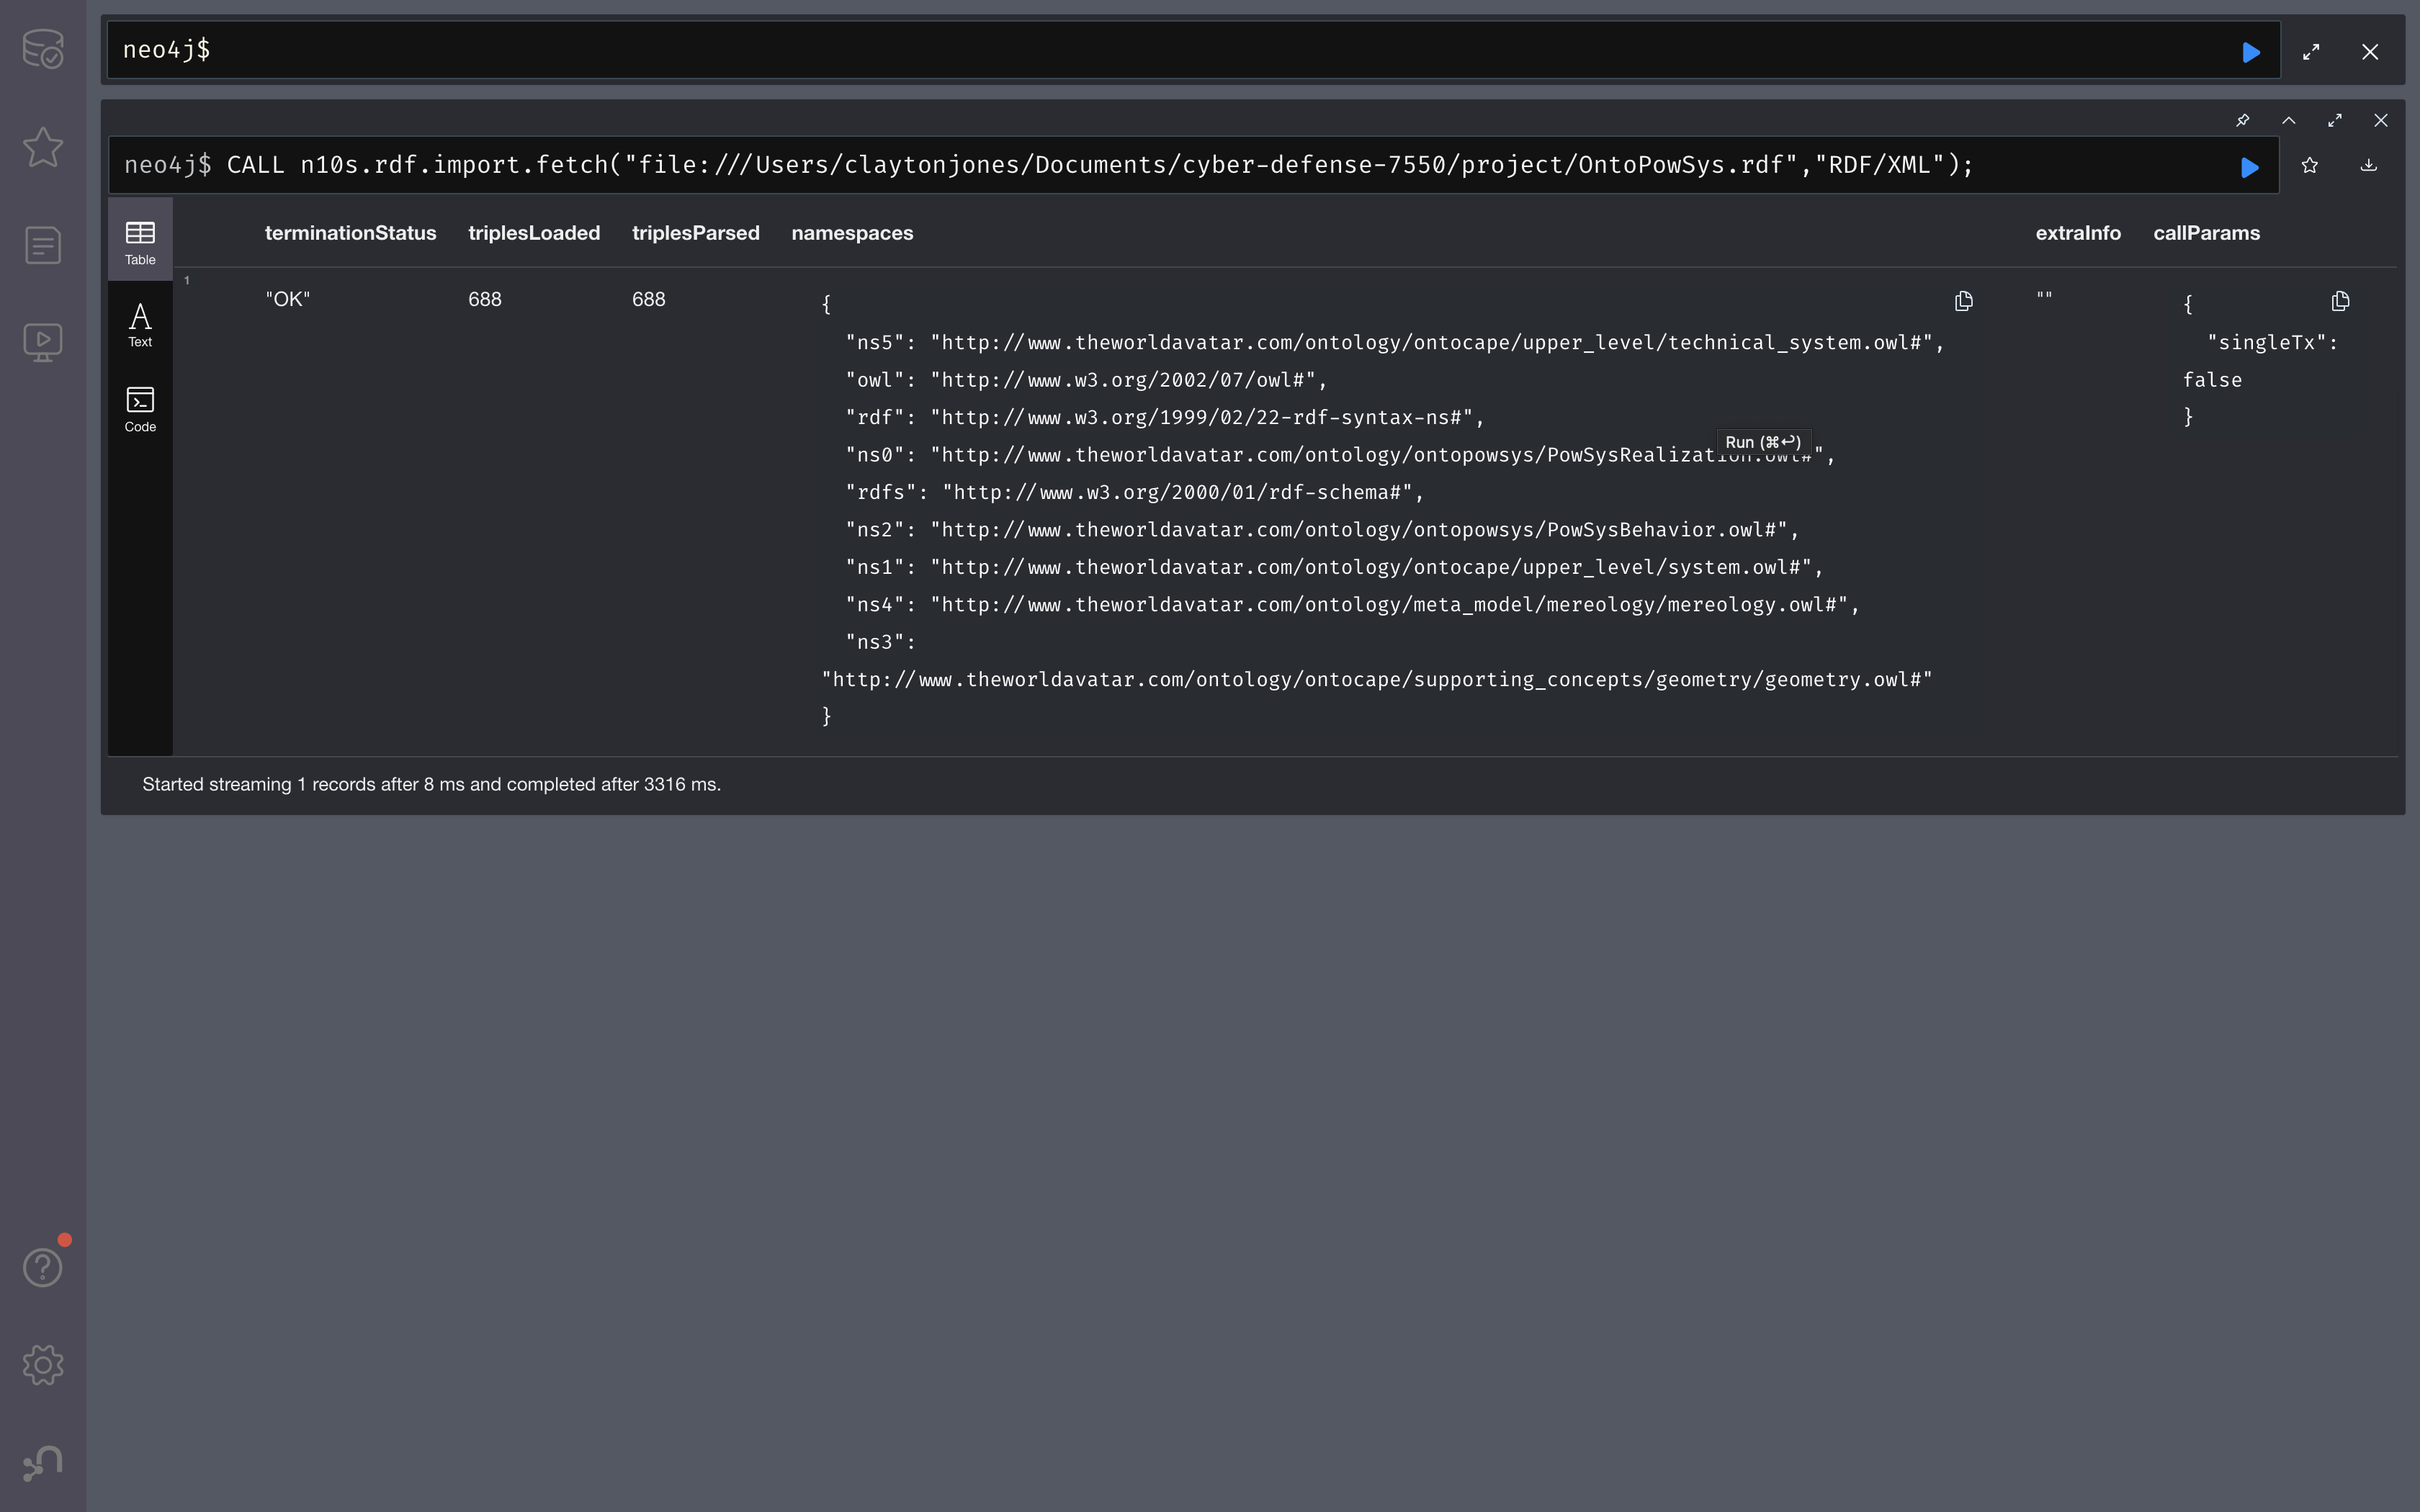 neo4j$
neo4j$ CALL n10s.rdf.import.fetch("file:///Users/claytonjones/Documents/cyber-defense-7550/project/OntoPowSys.rdf","RDF/XML");
Table
Text
Code
terminationStatus triplesLoaded triplesParsed namespaces extraInfo callParams
1
"OK" 688 688 { "" {
"ns5": "http://www.theworldavatar.com/ontology/ontocape/upper_level/technical_system.owl#", "singleTx":
"owl": "http://www.w3.org/2002/07/owl#", false
"rdf": "http://www.w3.org/1999/02/22-rdf-syntax-ns#", }
Run (⌘↩)
"ns0": "http://www.theworldavatar.com/ontology/ontopowsys/PowSysRealization.owl#",
"rdfs": "http://www.w3.org/2000/01/rdf-schema#",
"ns2": "http://www.theworldavatar.com/ontology/ontopowsys/PowSysBehavior.owl#",
"ns1": "http://www.theworldavatar.com/ontology/ontocape/upper_level/system.owl#",
"ns4": "http://www.theworldavatar.com/ontology/meta_model/mereology/mereology.owl#",
"ns3":
"http://www.theworldavatar.com/ontology/ontocape/supporting_concepts/geometry/geometry.owl#"
}
Started streaming 1 records after 8 ms and completed after 3316 ms.